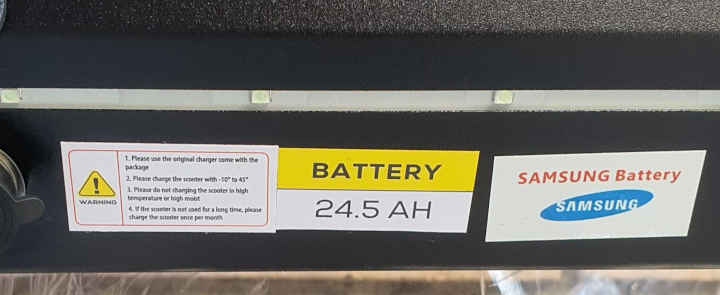 1. Please use the original charger come with the
package
2. Please charge the scooter with -10° to 45°
3. Please do not charging the scooter in high
temperature or high moist
4. If the scooter is not used for a long time, please
charge the scooter once per month
WARNING
BATTERY
24.5 AH
SAMSUNG Battery
SAMSUNG